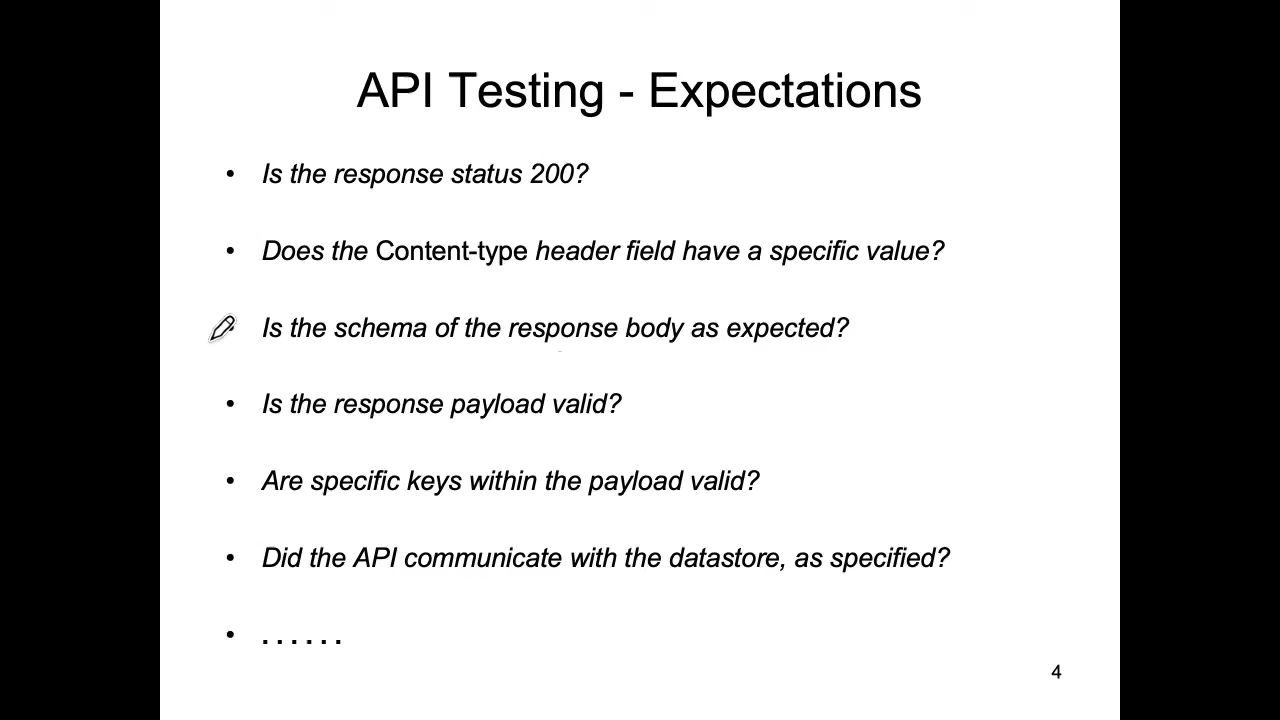 API Testing - Expectations
• Is the response status 200?
• Does the Content-type header field have a specific value?
Is the schema of the response body as expected?
• Is the response payload valid?
• Are specific keys within the payload valid?
• Did the API communicate with the datastore, as specified?
• . . . . . .
4